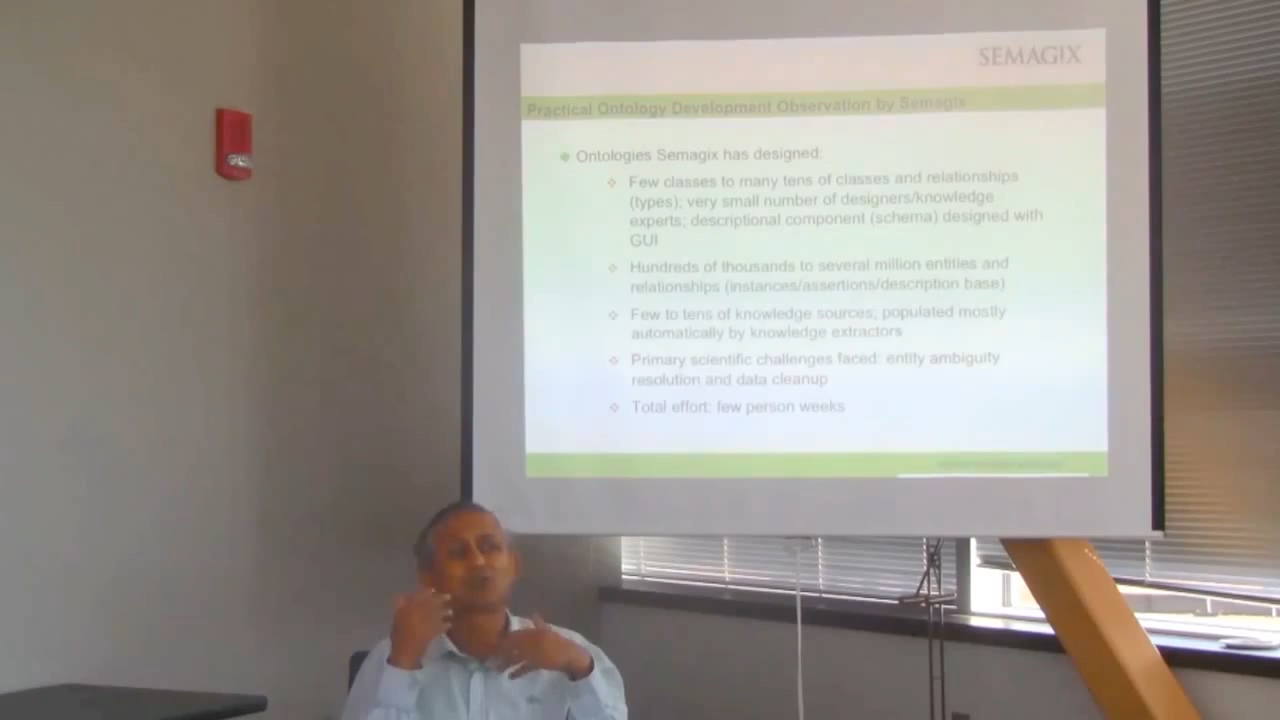 SEMAGIX
Practical Ontology Development Observation by Semagix
Ontologies Semagix has designed:
Few classes to many tens of classes and relationships
(types); very small number of designers/knowledge
experts; descriptional component (schema) designed with
GUI
Hundreds of thousands to several million entities and
relationships (instances/assertions/description base)
Few to tens of knowledge sources; populated mostly
automatically by knowledge extractors
Primary scientific challenges faced: entity ambiguity
resolution and data cleanup
Total effort: few person weeks